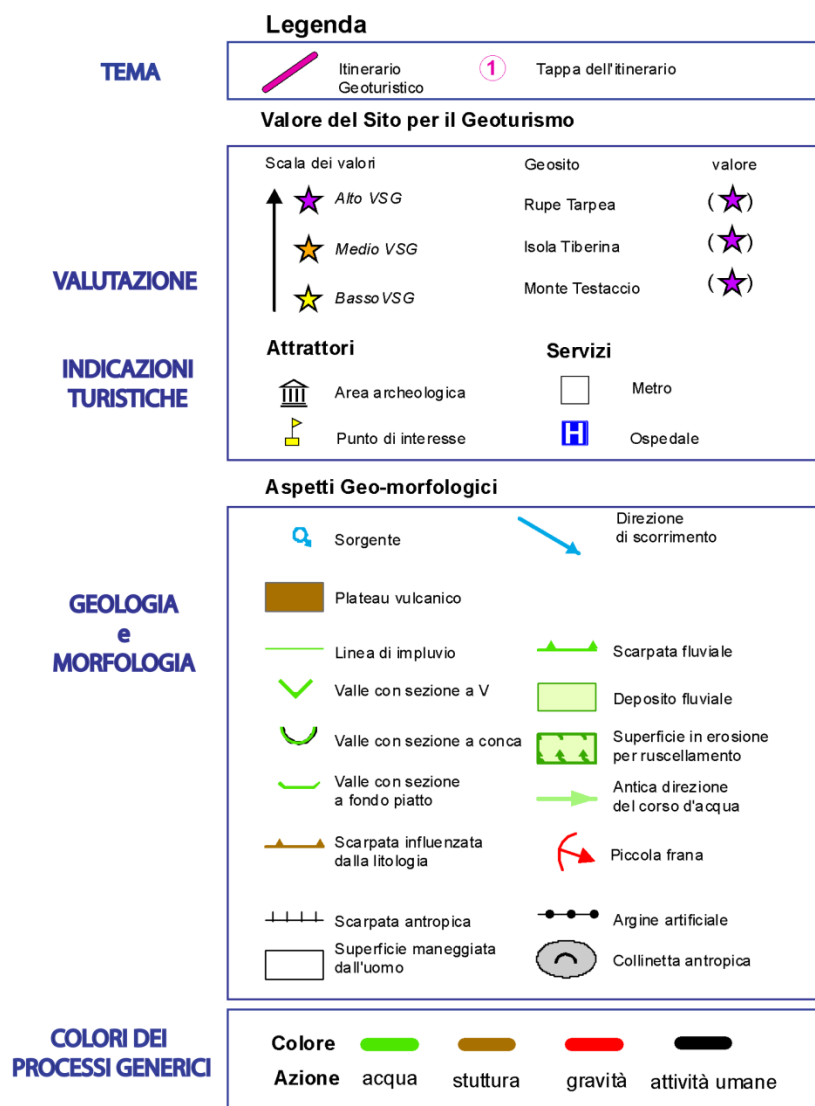 Legenda
TEMA
Itinerario
Geoturistico
1
Tappa dell'itinerario
Valore del Sito per il Geoturismo
VALUTAZIONE
Scala dei valori
Geosito
valore
Alto VSG
Rupe Tarpea
( )
Medio VSG
Isola Tiberina
( )
Basso VSG
Monte Testaccio
( )
INDICAZIONI
TURISTICHE
Attrattori
Servizi
Area archeologica
Metro
Punto di interesse
H
Ospedale
Aspetti Geo-morfologici
GEOLOGIA
e
MORFOLOGIA
Sorgente
Direzione
di scorrimento
Plateau vulcanico
Linea di impluvio
Scarpata fluviale
Valle con sezione a V
Deposito fluviale
Valle con sezione a conca
Superficie in erosione
per ruscellamento
Valle con sezione
a fondo piatto
Antica direzione
del corso d'acqua
Scarpata influenzata
dalla litologia
Piccola frana
Scarpata antropica
Argine artificiale
Superficie maneggiata
dall'uomo
Collinetta antropica
COLORI DEI
PROCESSI GENERICI
Colore
Azione acqua stuttura gravità attività umane